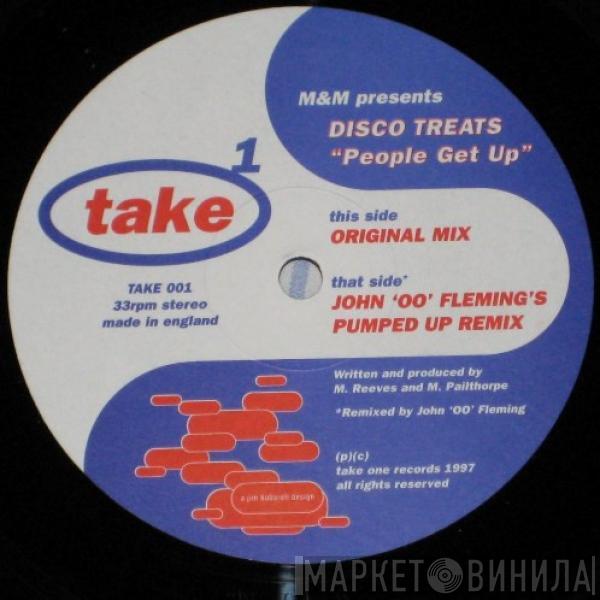 M&M presents
DISCO TREATS
"People Get Up"
take 1
this side
ORIGINAL MIX
that side*
JOHN 'OO' FLEMING'S
PUMPED UP REMIX
TAKE 001
33rpm stereo
made in england
Written and produced by
M. Reeves and M. Pailthorpe
*Remixed by John 'OO' Fleming
(p)(c)
take one records 1997
all rights reserved
a jim design
МАРКЕТ ВИНИЛА